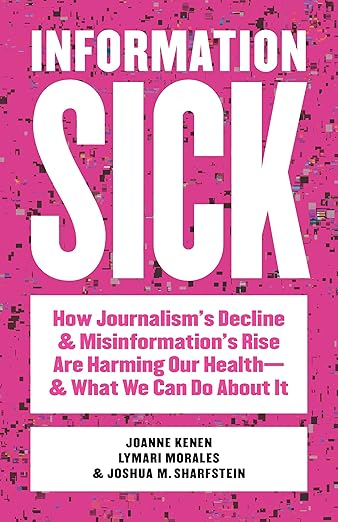 INFORMATION
SICK
How Journalism's Decline
& Misinformation's Rise
Are Harming Our Health—
& What We Can Do About It
JOANNE KENEN
LYMARI MORALES
& JOSHUA M. SHARFSTEIN